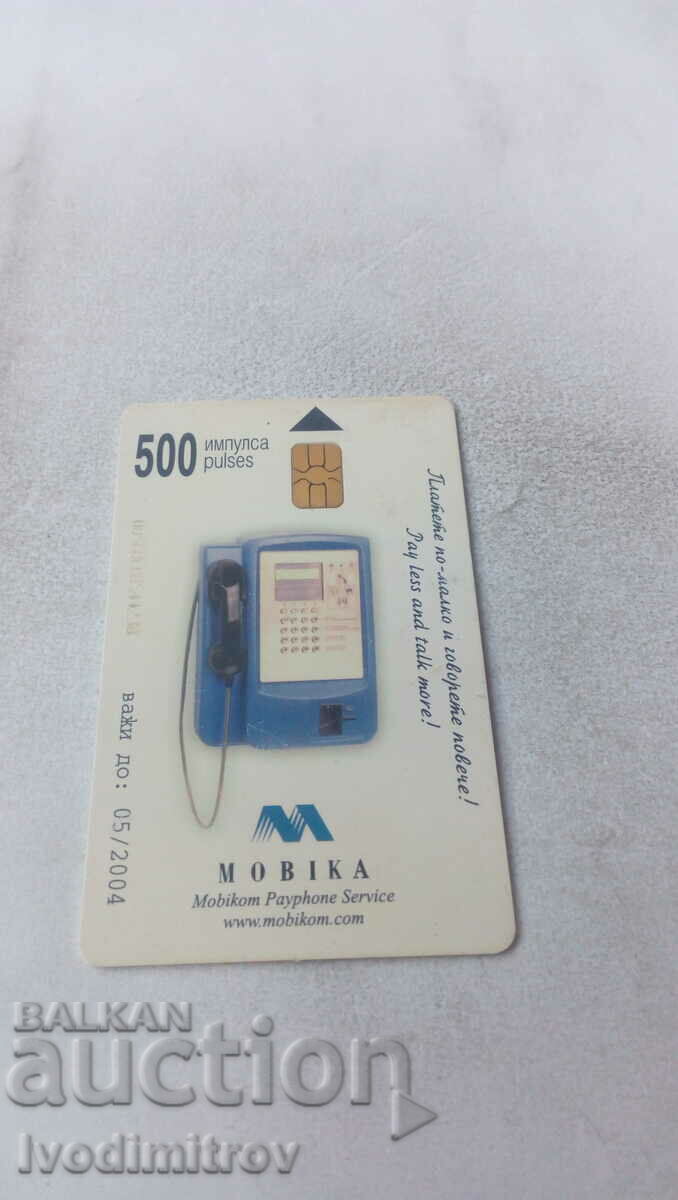 500 импулса
pulses
Платете по-малко и говорете повече!
Pay less and talk more!
важи до: 05/2004
MOBIKA
Mobikom Payphone Service
www.mobikom.com
BALKAN
auction
Ivodimitrov